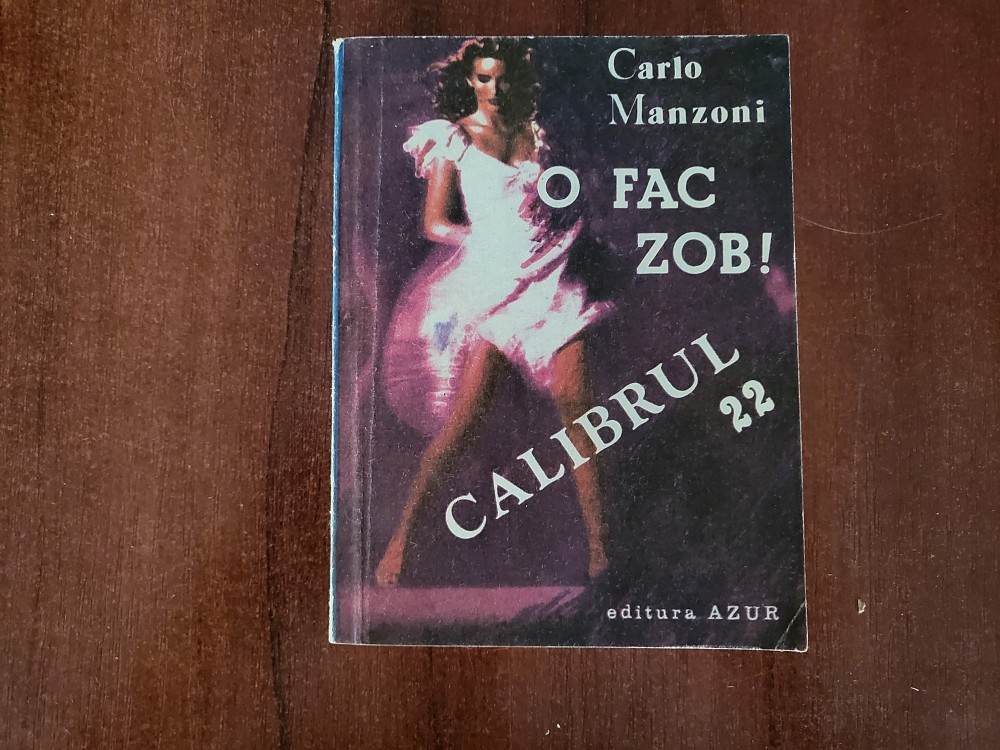 Carlo
Manzoni
O FAC
ZOB!
CALIBRUL
22
editura AZUR